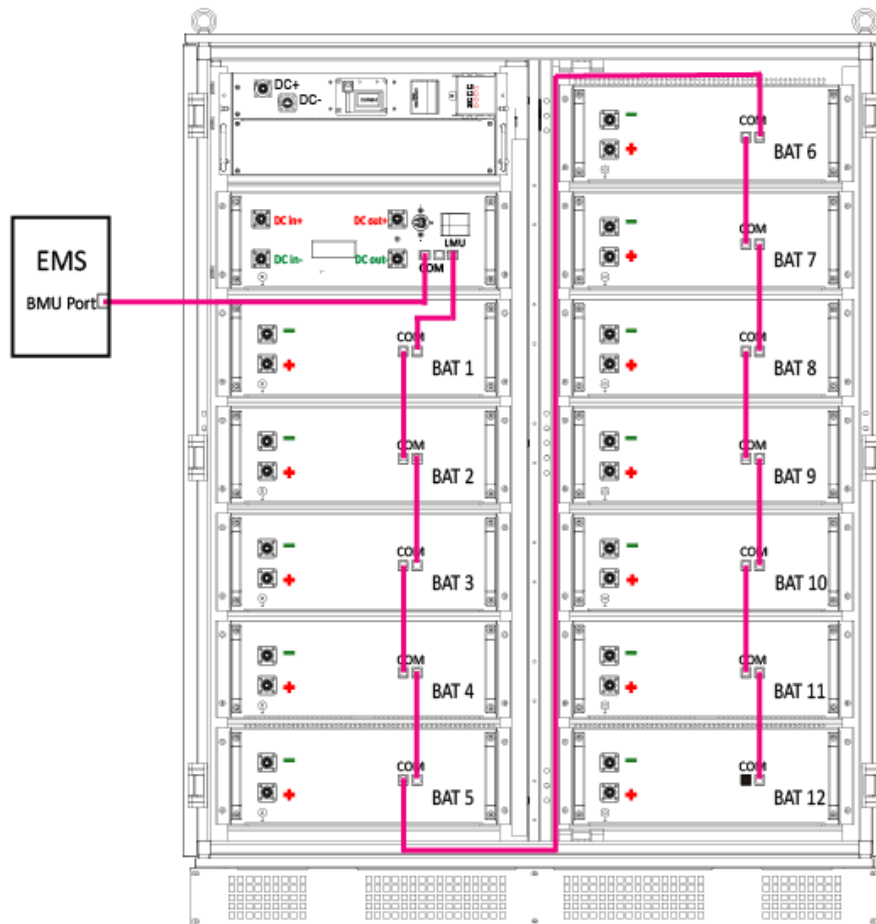 DC+
DC-
EMS
BMU Port
DC in+
DC out+
DC in-
DC out-
LMU
COM
COM
BAT 1
COM
BAT 2
COM
BAT 3
COM
BAT 4
COM
BAT 5
COM
BAT 6
BAT 7
COM
BAT 8
COM
BAT 9
COM
BAT 10
COM
BAT 11
COM
BAT 12